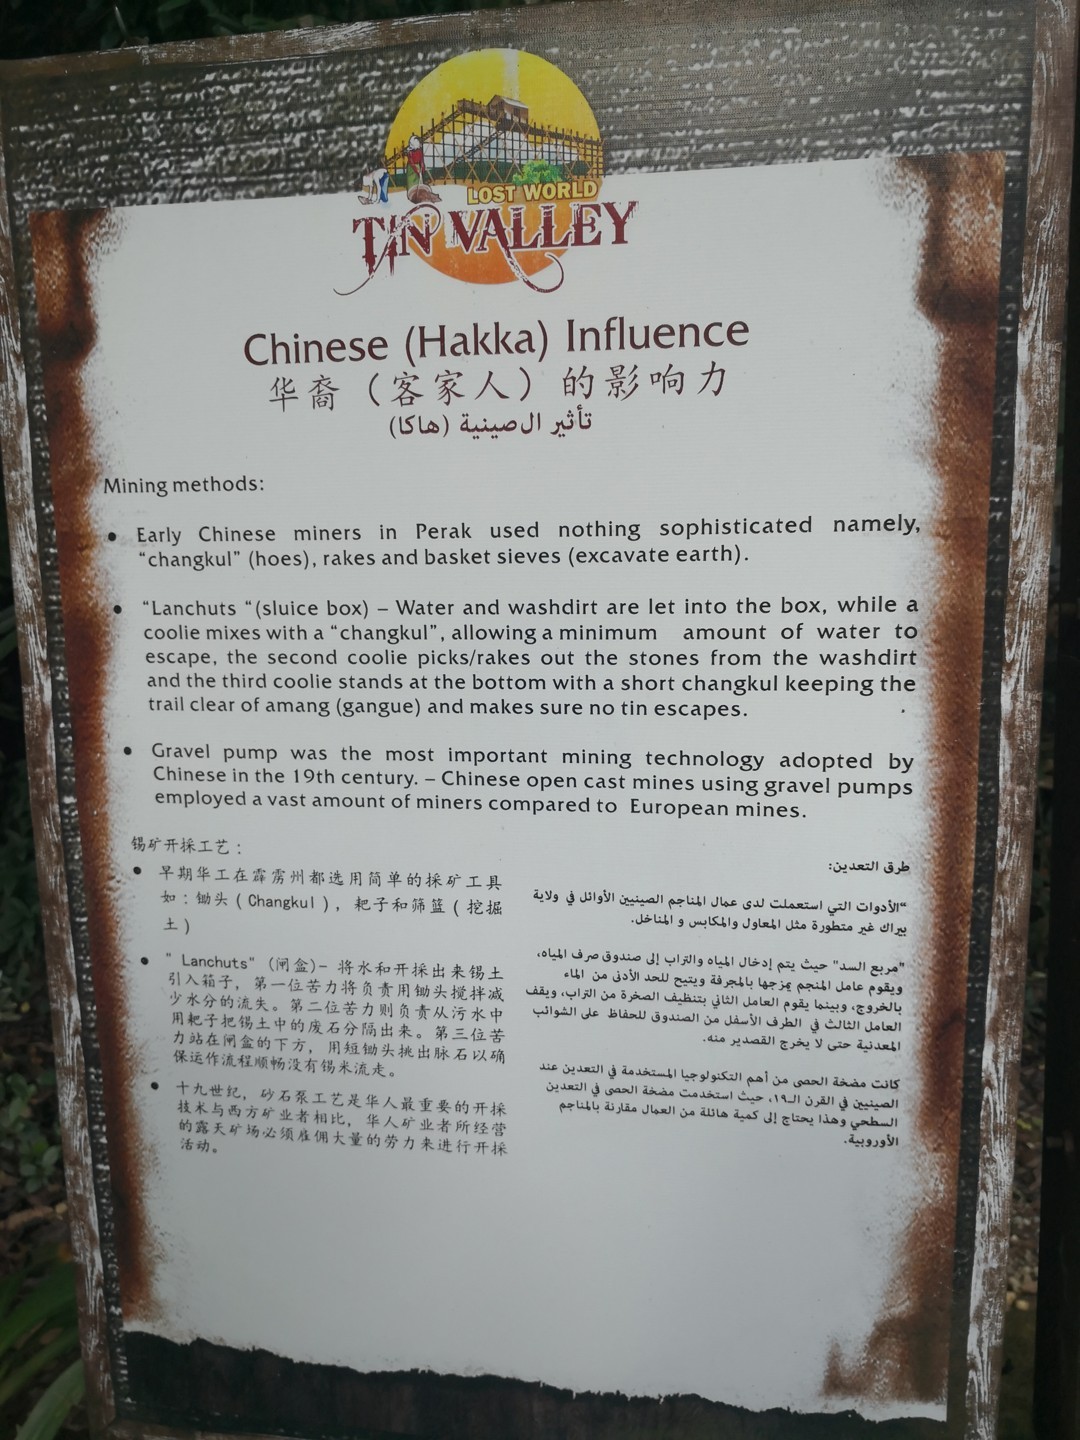 LOST WORLD
TIN VALLEY
Chinese (Hakka) Influence
华裔（客家人）的影响力
تأثير الصينية (هاكا)
Mining methods:
• Early Chinese miners in Perak used nothing sophisticated namely,
“changkul” (hoes), rakes and basket sieves (excavate earth).
• “Lanchuts “(sluice box) – Water and washdirt are let into the box, while a
coolie mixes with a “changkul”, allowing a minimum amount of water to
escape, the second coolie picks/rakes out the stones from the washdirt
and the third coolie stands at the bottom with a short changkul keeping the
trail clear of amang (gangue) and makes sure no tin escapes.
• Gravel pump was the most important mining technology adopted by
Chinese in the 19th century. – Chinese open cast mines using gravel pumps
employed a vast amount of miners compared to European mines.
锡矿开採工艺：
• 早期华工在霹雳州都选用简单的採矿工具
如：锄头（Changkul），耙子和筛篮（挖掘
土）
• ” Lanchuts” (闸盒)- 将水和开採出来锡土
引入箱子，第一位苦力将负责用锄头搅拌减
少水分的流失。第二位苦力则负责从污水中
用耙子把锡土中的废石分隔出来。第三位苦
力站在闸盒的下方，用短锄头挑出脉石以确
保运作流程顺畅没有锡米流走。
• 十九世纪，砂石泵工艺是华人最重要的开採
技术与西方矿业者相比，华人矿业者所经营
的露天矿场必须雇佣大量的劳力来进行开採
活动。
طرق التعدين:
“الأدوات التي استعملت لدى عمال المناجم الصينيين الأوائل في ولاية
بيراك غير متطورة مثل المعاول والمكابس و المناخل.
”مربع السد" حيث يتم إدخال المياه والتراب إلى صندوق صرف المياه،
ويقوم عامل المنجم بمزجها بالمجرفة ويتيح للحد الأدنى من الماء
بالخروج، وبينما يقوم العامل الثاني بتنظيف الصخرة من التراب، ويقف
العامل الثالث في الطرف الأسفل من الصندوق للحفاظ على الشوائب
المعدنية حتى لا يخرج القصدير منه.
كانت مضخة الحصى من أهم التكنولوجيا المستخدمة في التعدين عند
الصينيين في القرن الـ١٩، حيث استخدمت مضخة الحصى في التعدين
السطحي وهذا يحتاج إلى كمية هائلة من العمال مقارنة بالمناجم
الأوروبية.